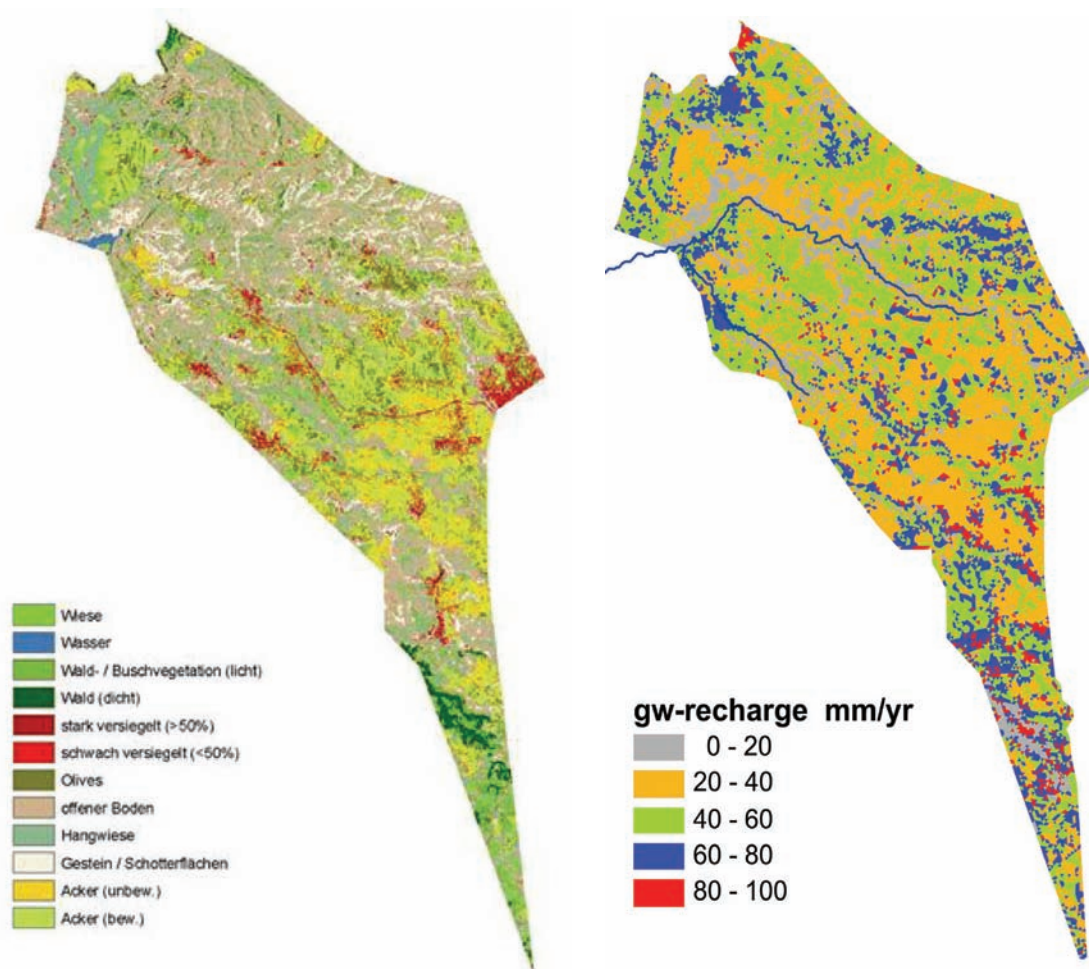 Wiese
Wasser
Wald- / Buschvegetation (licht)
Wald (dicht)
stark versiegelt (>50%)
schwach versiegelt (<50%)
Olives
offener Boden
Hangwiese
Gestein / Schotterflächen
Acker (unbew.)
Acker (bew.)
gw-recharge mm/yr
0 - 20
20 - 40
40 - 60
60 - 80
80 - 100